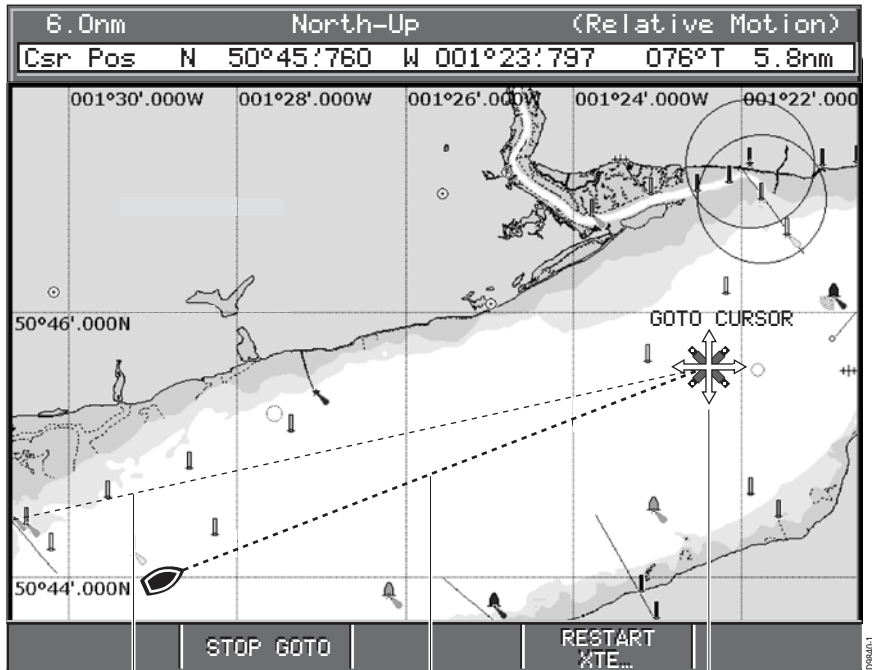 6.0nm North-Up (Relative Motion)
Csr Pos N 50°45'.760 W 001°23'.797 076°T 5.8nm
001°30'.000W 001°28'.000W 001°26'.000W 001°24'.000W 001°22'.000
50°46'.000N
GOTO CURSOR
50°44'.000N
STOP GOTO
RESTART
XTE...
D9840-1